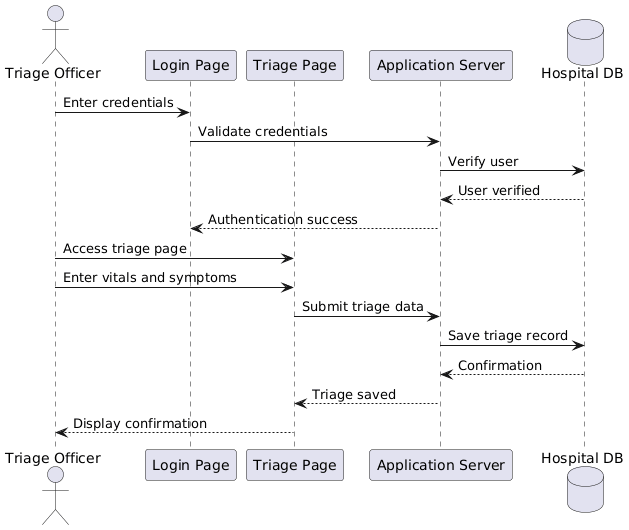 Triage Officer
Login Page
Triage Page
Application Server
Hospital DB
Enter credentials
Validate credentials
Verify user
User verified
Authentication success
Access triage page
Enter vitals and symptoms
Submit triage data
Save triage record
Confirmation
Triage saved
Display confirmation
Triage Officer
Login Page
Triage Page
Application Server
Hospital DB